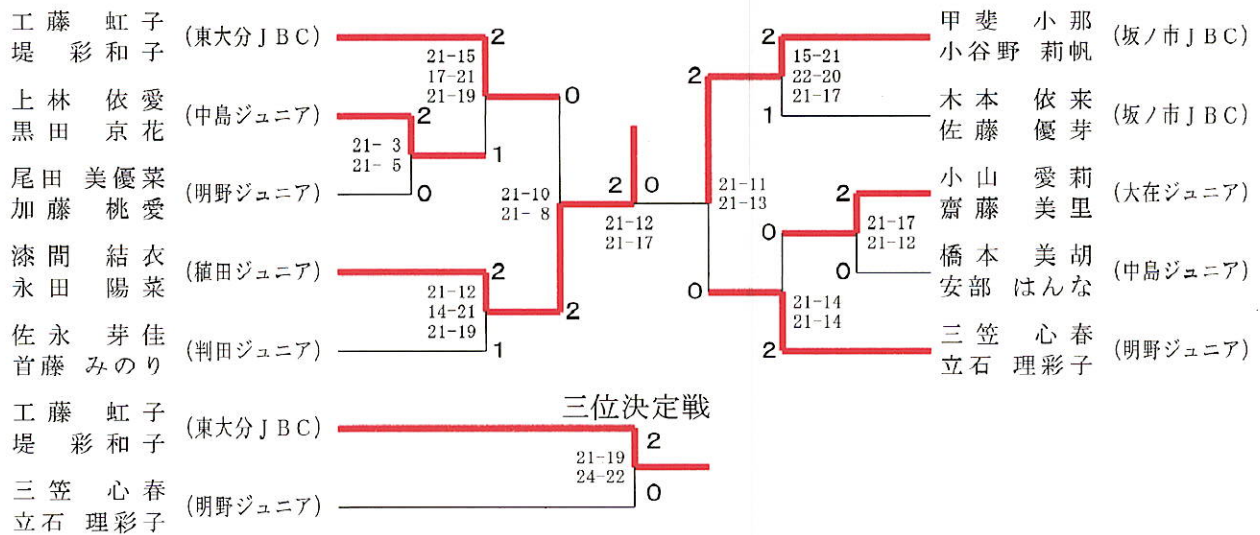 工藤 虹子
堤 彩和子
(東大分JBC)
上林 依愛
黒田 京花
(中島ジュニア)
尾田 美優菜
加藤 桃愛
(明野ジュニア)
漆間 結衣
永田 陽菜
(稙田ジュニア)
佐永 芽佳
首藤 みのり
(判田ジュニア)
2
21-15
17-21
21-19
1
2
21- 3
21- 5
0
0
21-10
21- 8
2
2
21-12
14-21
21-19
1
2
0
21-12
21-17
甲斐 小那
小谷野 莉帆
(坂ノ市JBC)
木本 依来
佐藤 優芽
(坂ノ市JBC)
小山 愛莉
齋藤 美里
(大在ジュニア)
橋本 美胡
安部 はんな
(中島ジュニア)
三笠 心春
立石 理彩子
(明野ジュニア)
2
15-21
22-20
21-17
1
2
21-11
21-13
0
2
21-17
21-12
0
0
21-14
21-14
2
三位決定戦
工藤 虹子
堤 彩和子
(東大分JBC)
三笠 心春
立石 理彩子
(明野ジュニア)
2
21-19
24-22
0